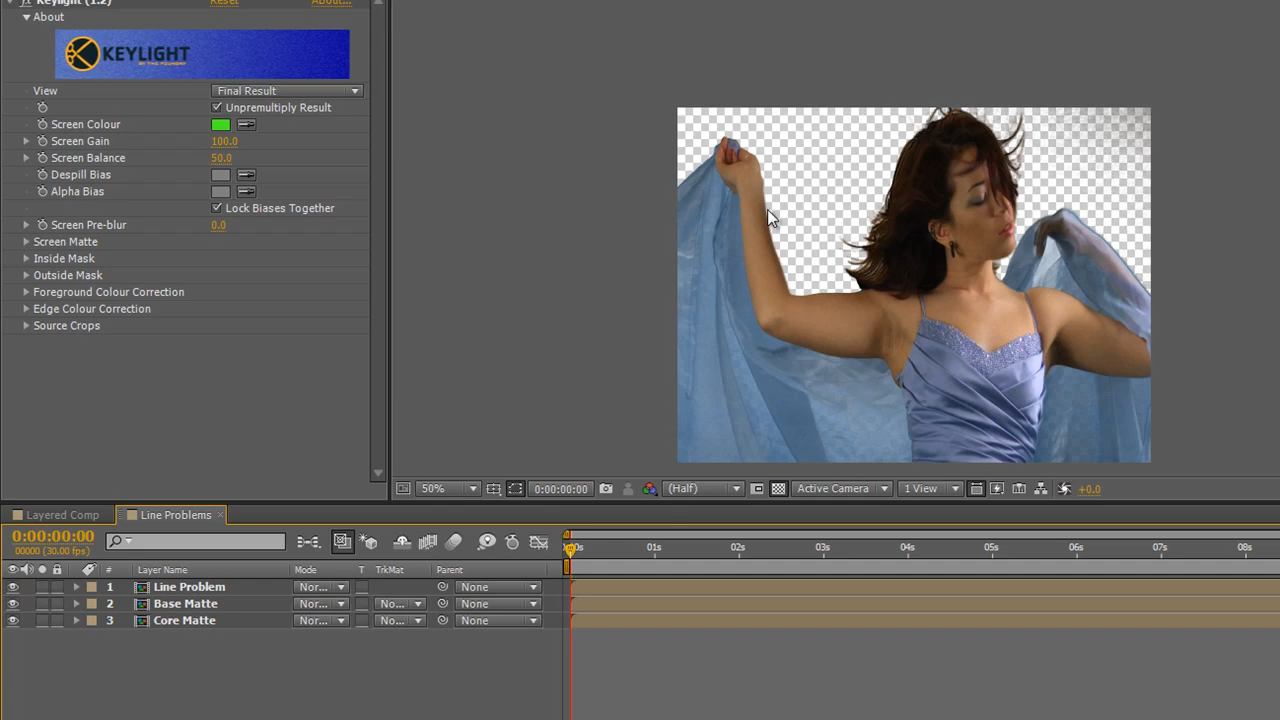 Keylight (1.2) Reset About...
About
KEYLIGHT
BY THE FOUNDRY
View Final Result
Unpremultiply Result
Screen Colour
Screen Gain 100.0
Screen Balance 50.0
Despill Bias
Alpha Bias
Lock Biases Together
Screen Pre-blur 0.0
Screen Matte
Inside Mask
Outside Mask
Foreground Colour Correction
Edge Colour Correction
Source Crops
50% 0:00:00:00 (Half) Active Camera 1 View +0.0
Layered Comp Line Problems
0:00:00:00
00000 (30.00 fps)
01s 02s 03s 04s 05s 06s 07s 08s
# Layer Name Mode T TrkMat Parent
1 Line Problem Nor... None
2 Base Matte Nor... No... None
3 Core Matte Nor... No... None